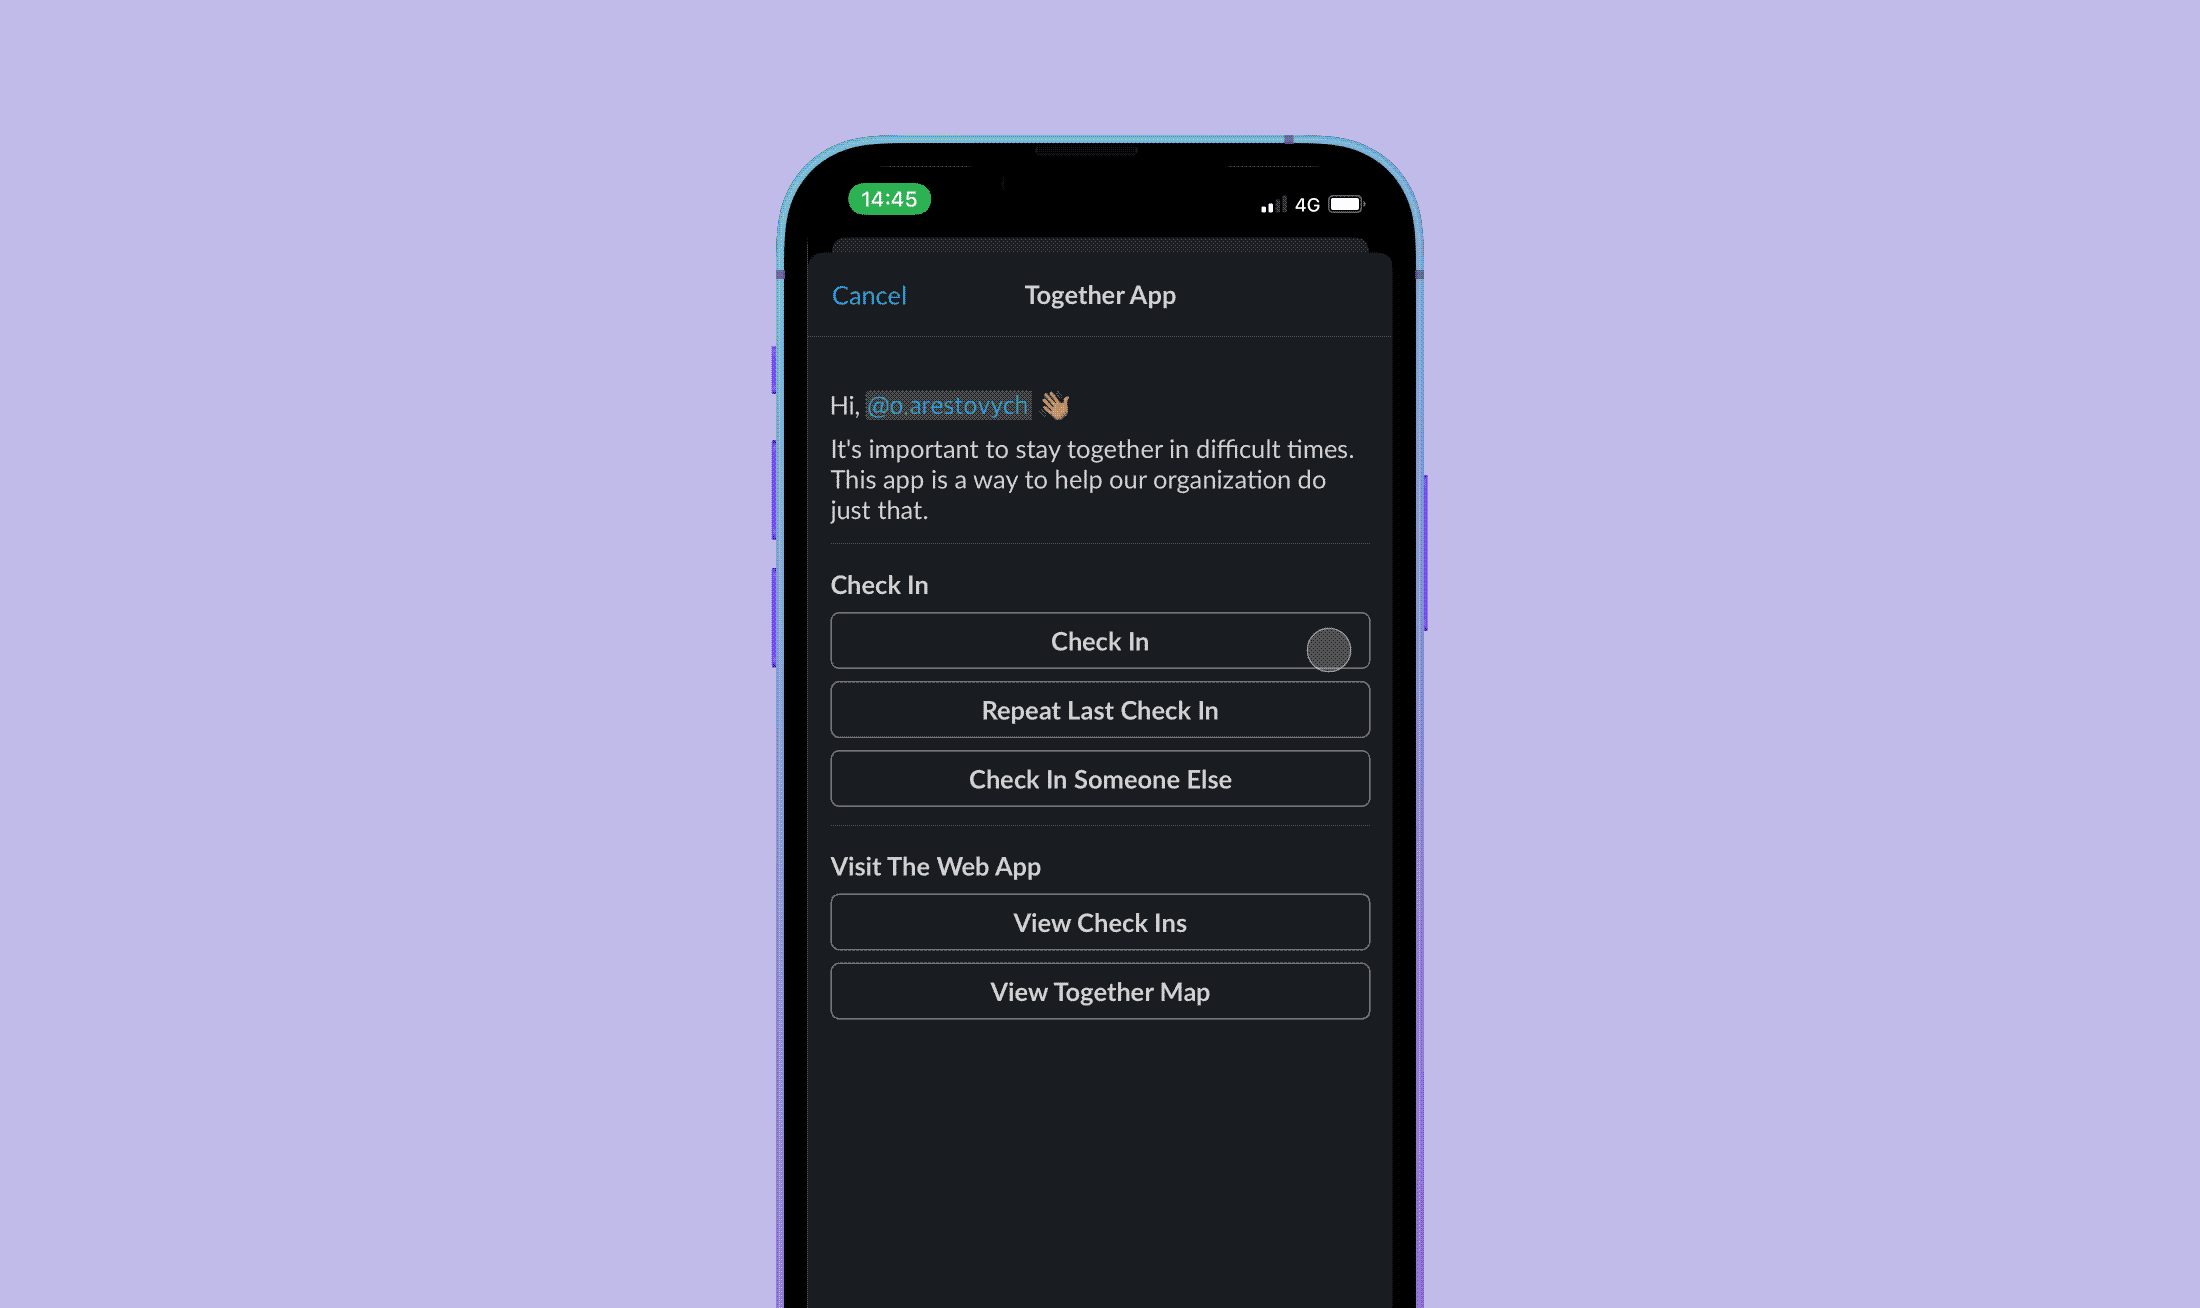 14:45
4G
Cancel
Together App
Hi, @o.arestovych 👋🏽
It's important to stay together in difficult times.
This app is a way to help our organization do
just that.
Check In
Check In
Repeat Last Check In
Check In Someone Else
Visit The Web App
View Check Ins
View Together Map